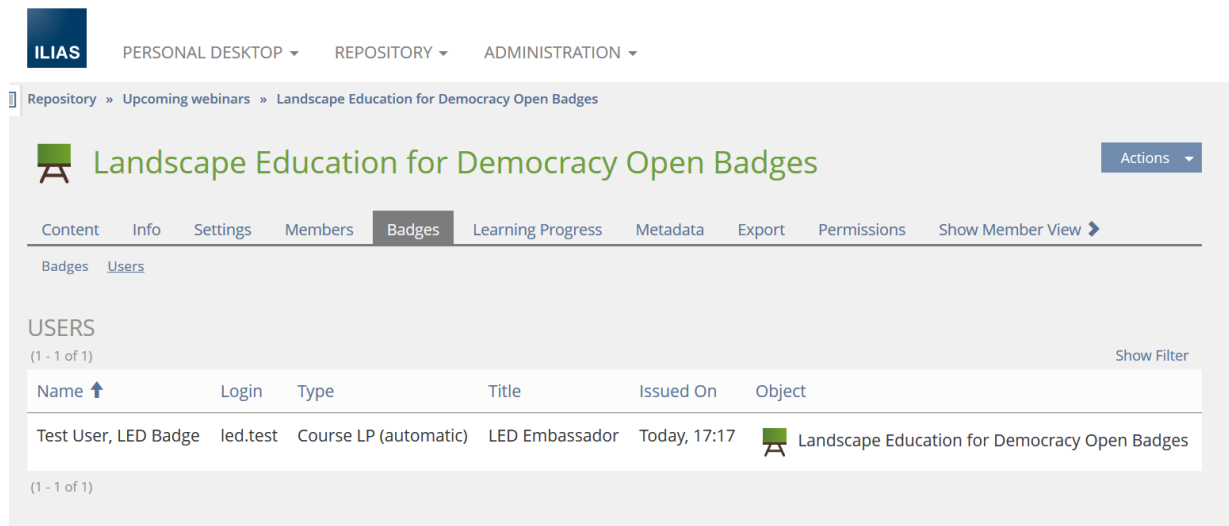 ILIAS PERSONAL DESKTOP REPOSITORY ADMINISTRATION
Repository » Upcoming webinars » Landscape Education for Democracy Open Badges
Landscape Education for Democracy Open Badges Actions
Content Info Settings Members Badges Learning Progress Metadata Export Permissions Show Member View
Badges Users
USERS
(1 - 1 of 1) Show Filter
Name Login Type Title Issued On Object
Test User, LED Badge led.test Course LP (automatic) LED Embassador Today, 17:17 Landscape Education for Democracy Open Badges
(1 - 1 of 1)